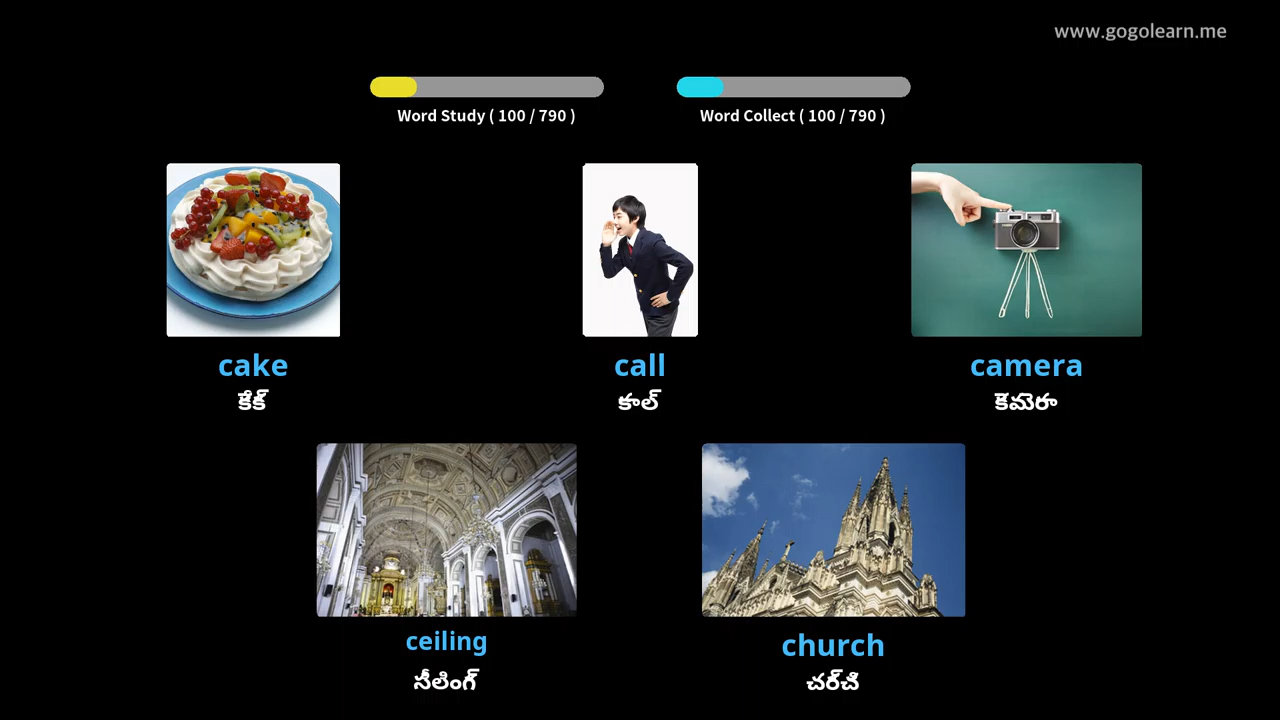 www.gogolearn.me
Word Study ( 100 / 790 )
Word Collect ( 100 / 790 )
cake
కేక్
call
కాల్
camera
కెమెరా
ceiling
సీలింగ్
church
చర్చి